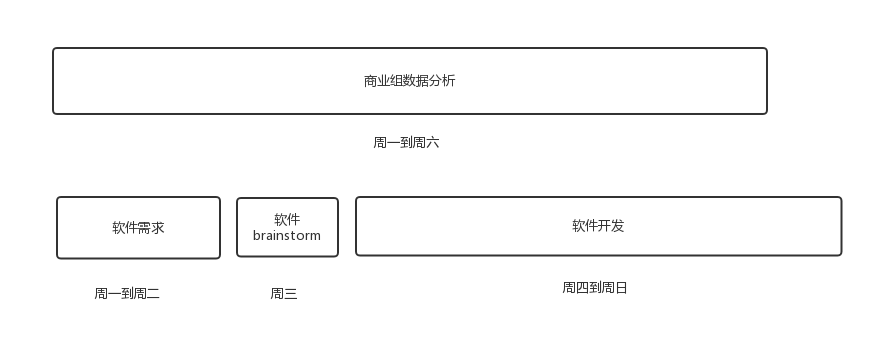 商业组数据分析
周一到周六
软件需求
软件
brainstorm
软件开发
周一到周二
周三
周四到周日